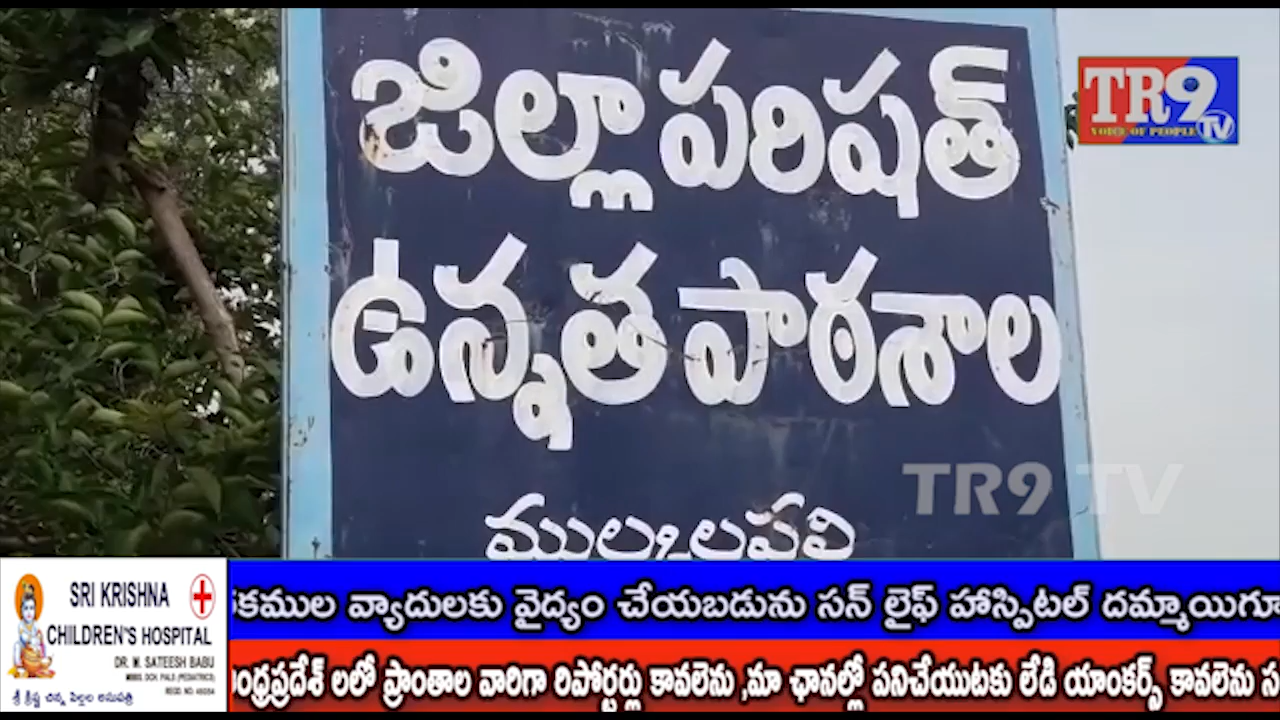 జిల్లా పరిషత్
ఉన్నత పాఠశాల
TR9
VOICE OF PEOPLE
TV
TR9 TV
SRI KRISHNA
CHILDREN'S HOSPITAL
DR. M. SATEESH BABU
శ్రీ శ్రీకృష్ణ చిన్న పిల్లల ఆసుపత్రి
కముల వ్యాదులకు వైద్యం చేయబడును సన్ లైఫ్ హాస్పిటల్ దమ్మాయిగూ
ంధ్రప్రదేశ్ లలో ప్రాంతాల వారిగా రిపోర్టర్లు కావలెను ,మా ఛానల్లో పనిచేయుటకు లేడి యాంకర్స్ కావలెను